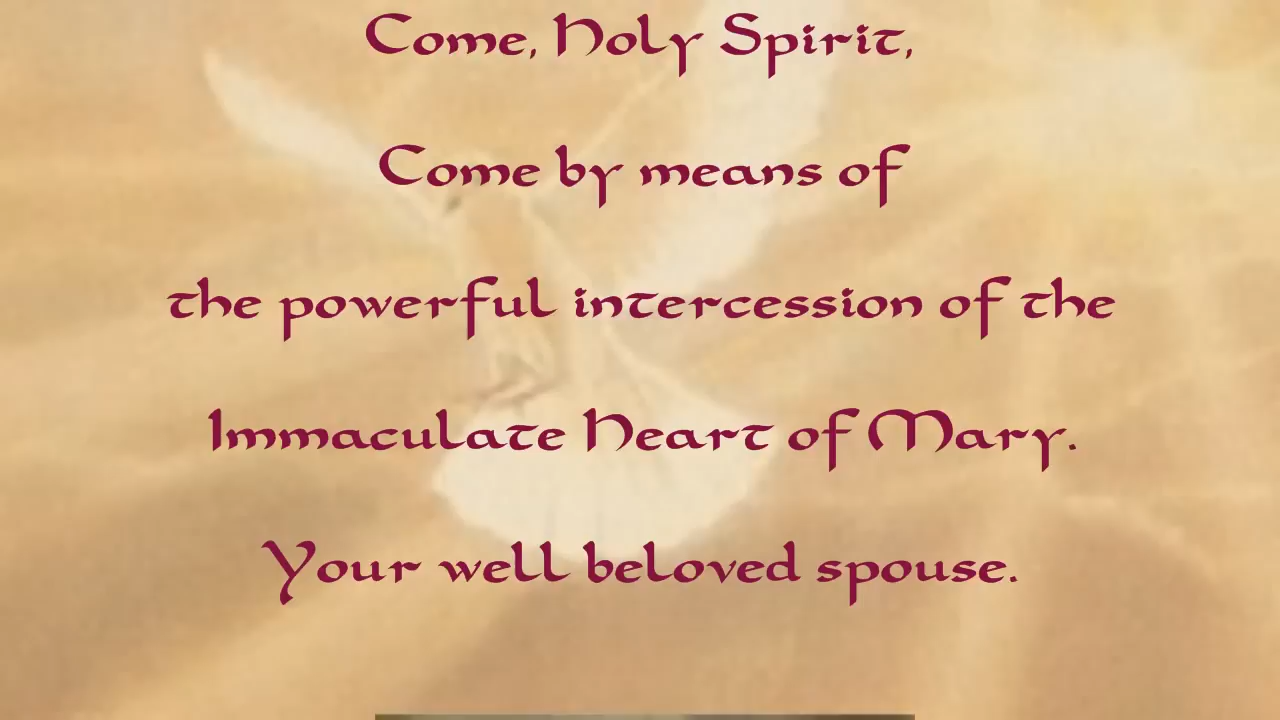 Come, Holy Spirit,
Come by means of
the powerful intercession of the
Immaculate Heart of Mary.
Your well beloved spouse.